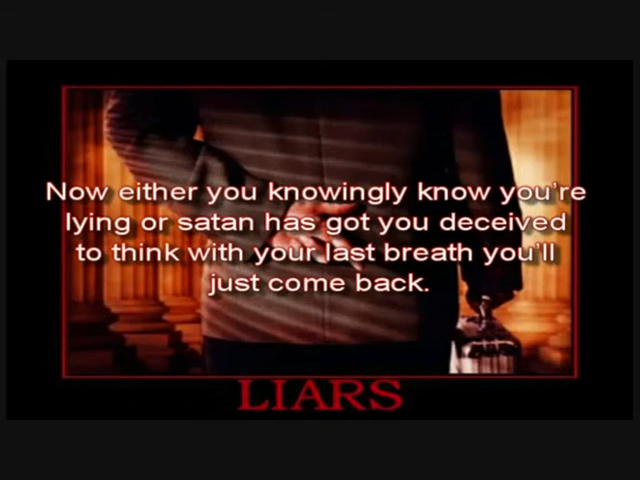 Now either you knowingly know you're
lying or satan has got you deceived
to think with your last breath you'll
just come back.
LIARS